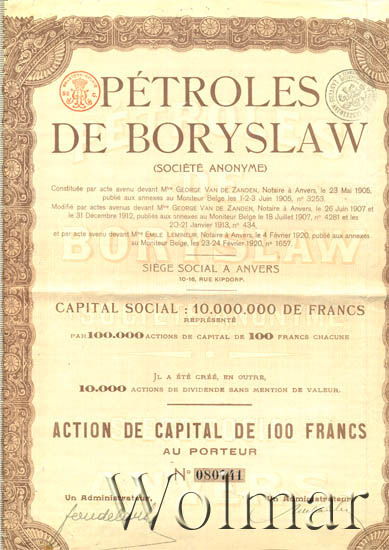 PÉTROLES
DE BORYSLAW
(SOCIÉTÉ ANONYME)
Constituée par acte avenu devant Mtre GEORGE VAN DE ZANDEN, Notaire à Anvers, le 23 Mai 1905,
publié aux annexes au Moniteur Belge les 1-2-3 Juin 1905, n° 3253.
Modifié par actes avenus devant Mtre GEORGE VAN DE ZANDEN, Notaire à Anvers, le 26 Juin 1907 et
le 31 Décembre 1912, publiés aux annexes au Moniteur Belge le 18 Juillet 1907, n° 4281 et les
20-21 Janvier 1913, n° 434,
et par acte avenu devant Mtre EMILE LEMINEUR, Notaire à Anvers, le 4 Février 1920, publié aux annexes
au Moniteur Belge, les 23-24 Février 1920, n° 1657.
SIÈGE SOCIAL A ANVERS
10-16, RUE KIPDORP.
CAPITAL SOCIAL : 10.000.000 DE FRANCS
REPRÉSENTÉ
PAR 100.000 ACTIONS DE CAPITAL DE 100 FRANCS CHACUNE
IL A ÉTÉ CRÉÉ, EN OUTRE,
10.000 ACTIONS DE DIVIDENDE SANS MENTION DE VALEUR.
ACTION DE CAPITAL DE 100 FRANCS
AU PORTEUR
N° 080741
Un Administrateur,
Un Administrateur,
Wolmar